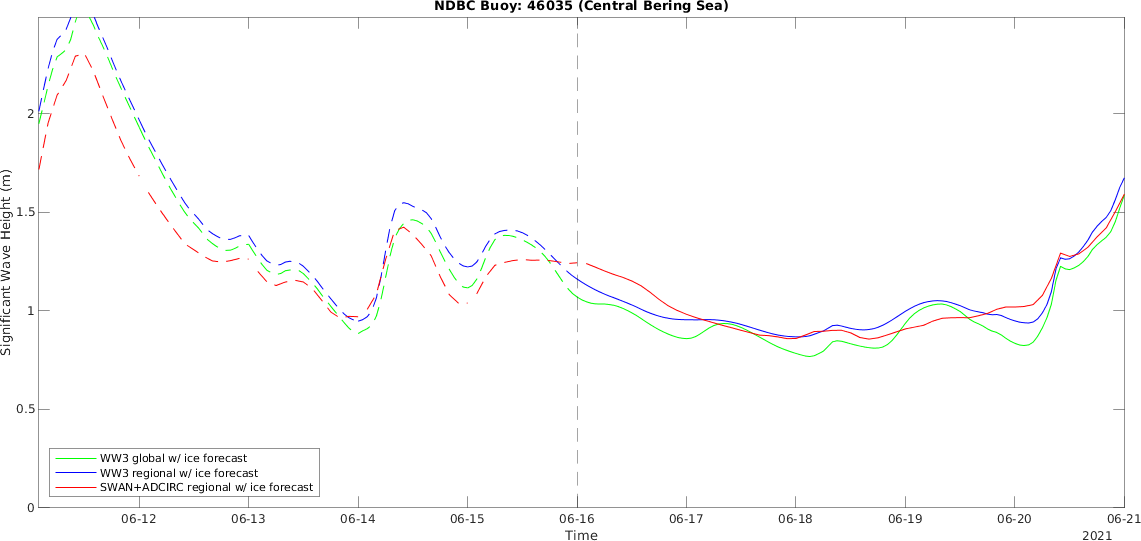 NDBC Buoy: 46035 (Central Bering Sea)
Significant Wave Height (m)
2
1.5
1
0.5
0
WW3 global w/ ice forecast
WW3 regional w/ ice forecast
SWAN+ADCIRC regional w/ ice forecast
06-12 06-13 06-14 06-15 06-16 06-17 06-18 06-19 06-20 06-21
Time
2021